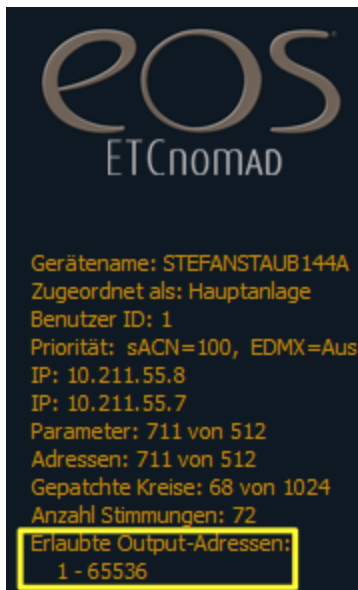 eos
ETCnomad
Gerätename: STEFANSTAUB144A
Zugeordnet als: Hauptanlage
Benutzer ID: 1
Priorität: sACN=100, EDMX=Aus
IP: 10.211.55.8
IP: 10.211.55.7
Parameter: 711 von 512
Adressen: 711 von 512
Gepatchte Kreise: 68 von 1024
Anzahl Stimmungen: 72
Erlaubte Output-Adressen:
1 - 65536